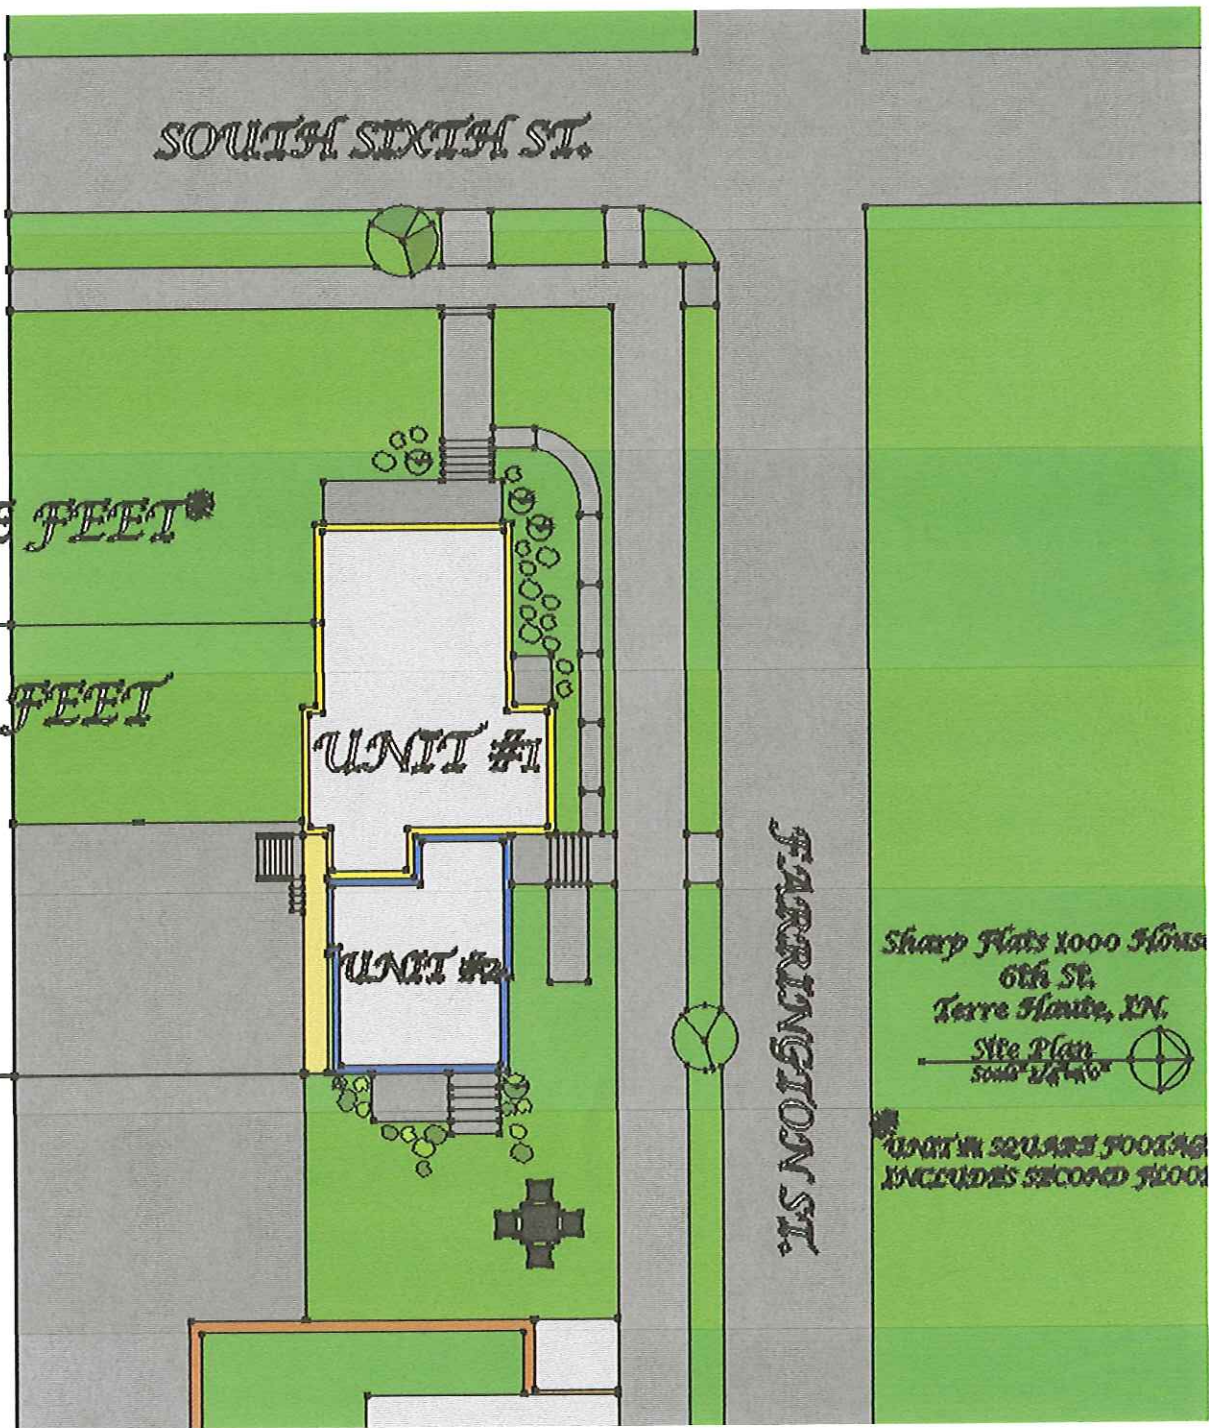 SOUTH SIXTH ST.
FEET*
FEET
UNIT #1
UNIT #2
FARRINGTON ST.
Sharp Flats 1000 House
6th St.
Terre Haute, IN.
Site Plan
*UNIT #1 SQUARE FOOTAG
INCLUDES SECOND FLOO